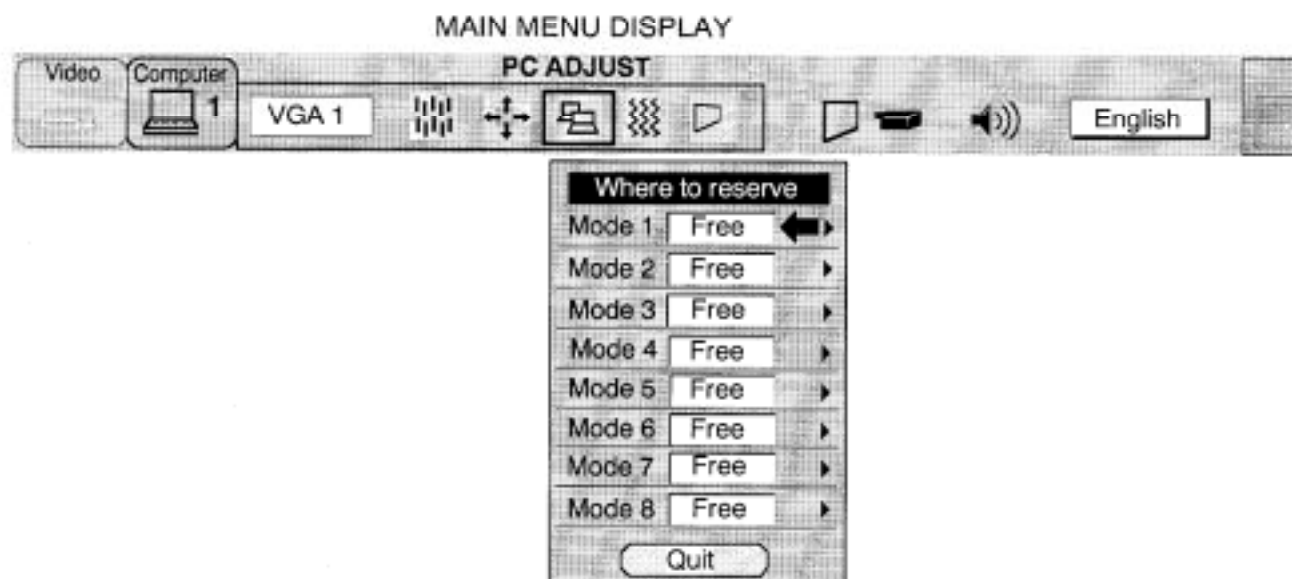 MAIN MENU DISPLAY
PC ADJUST
Video
Computer
1
VGA 1
English
Where to reserve
Mode 1 Free
Mode 2 Free
Mode 3 Free
Mode 4 Free
Mode 5 Free
Mode 6 Free
Mode 7 Free
Mode 8 Free
Quit